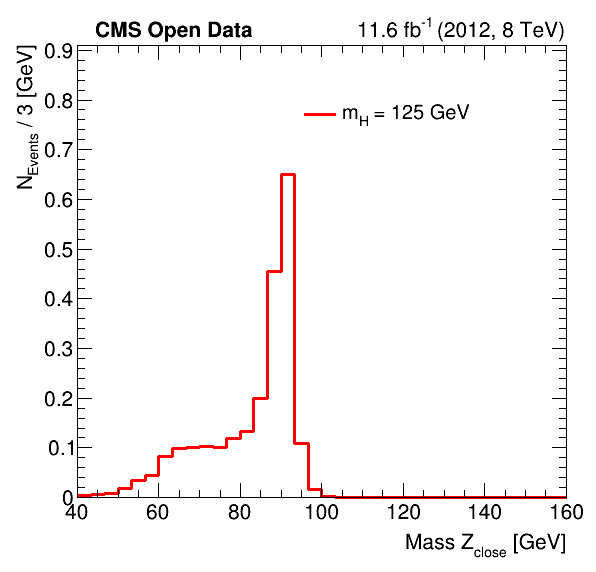 CMS Open Data 11.6 fb-1 (2012, 8 TeV)
NEvents / 3 [GeV]
0.9
0.8
0.7
0.6
0.5
0.4
0.3
0.2
0.1
0
mH = 125 GeV
40 60 80 100 120 140 160
Mass Zclose [GeV]